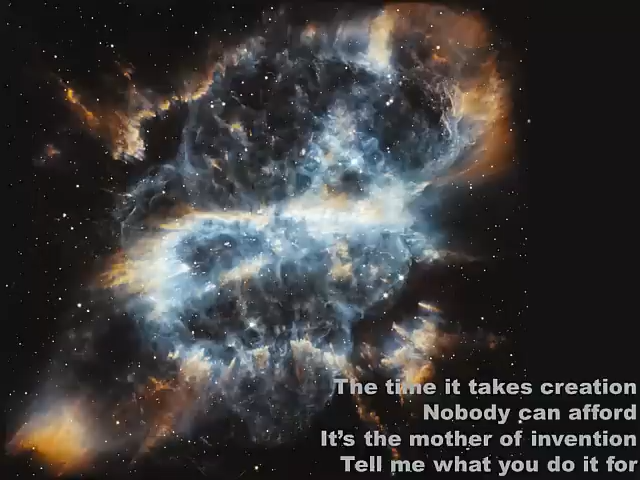 The time it takes creation
Nobody can afford
It's the mother of invention
Tell me what you do it for